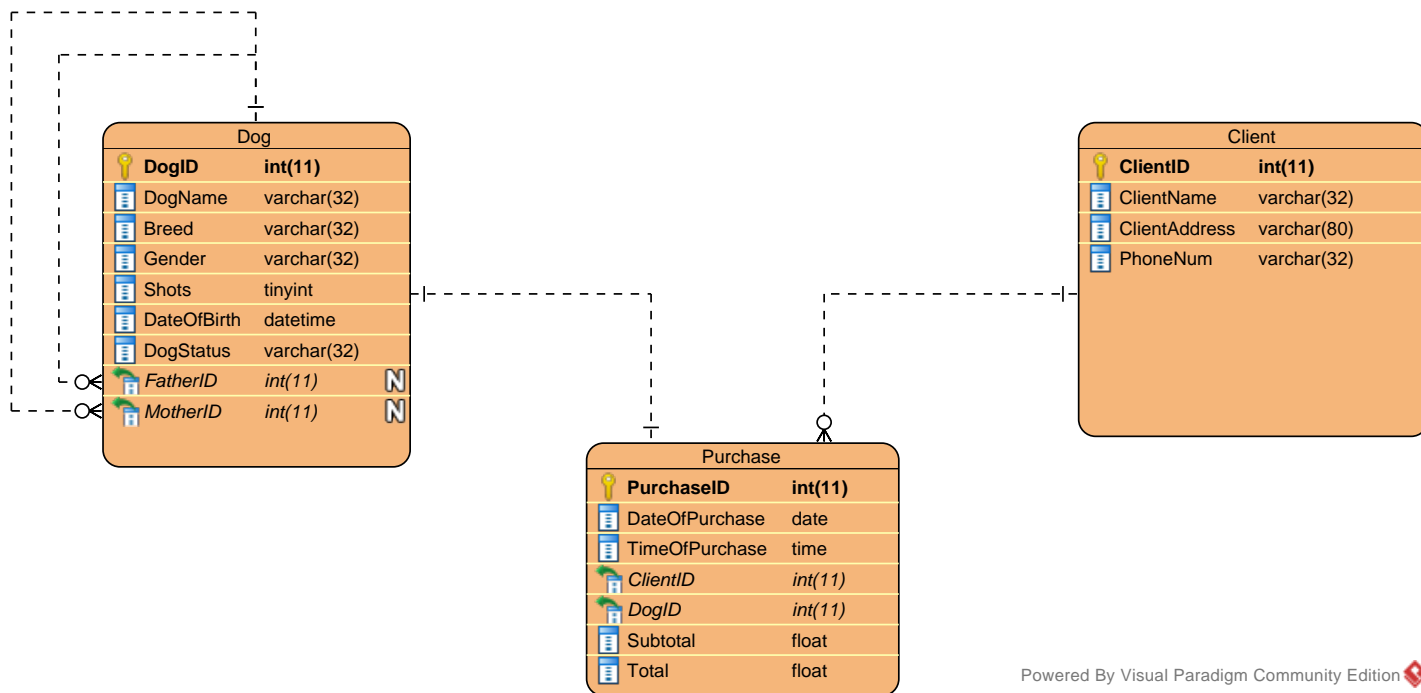 Dog
DogID int(11)
DogName varchar(32)
Breed varchar(32)
Gender varchar(32)
Shots tinyint
DateOfBirth datetime
DogStatus varchar(32)
FatherID int(11) N
MotherID int(11) N
Client
ClientID int(11)
ClientName varchar(32)
ClientAddress varchar(80)
PhoneNum varchar(32)
Purchase
PurchaseID int(11)
DateOfPurchase date
TimeOfPurchase time
ClientID int(11)
DogID int(11)
Subtotal float
Total float
Powered By Visual Paradigm Community Edition